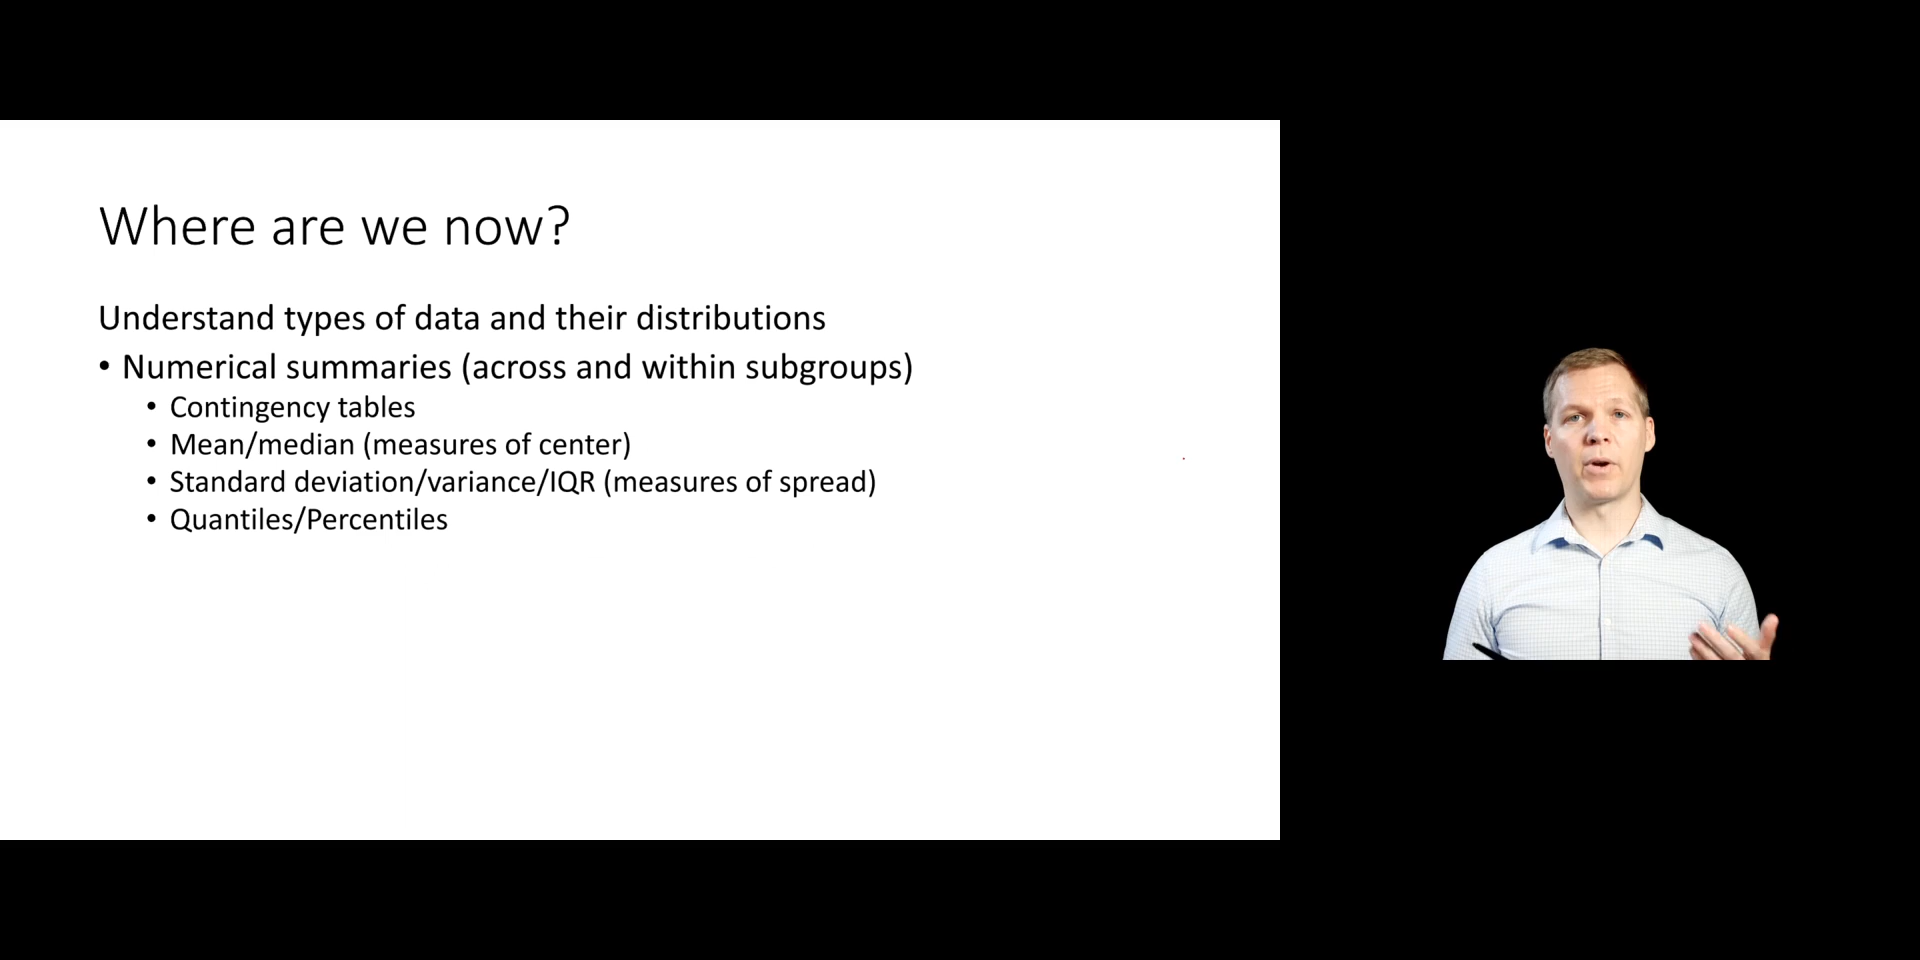 Where are we now?
Understand types of data and their distributions
• Numerical summaries (across and within subgroups)
• Contingency tables
• Mean/median (measures of center)
• Standard deviation/variance/IQR (measures of spread)
• Quantiles/Percentiles